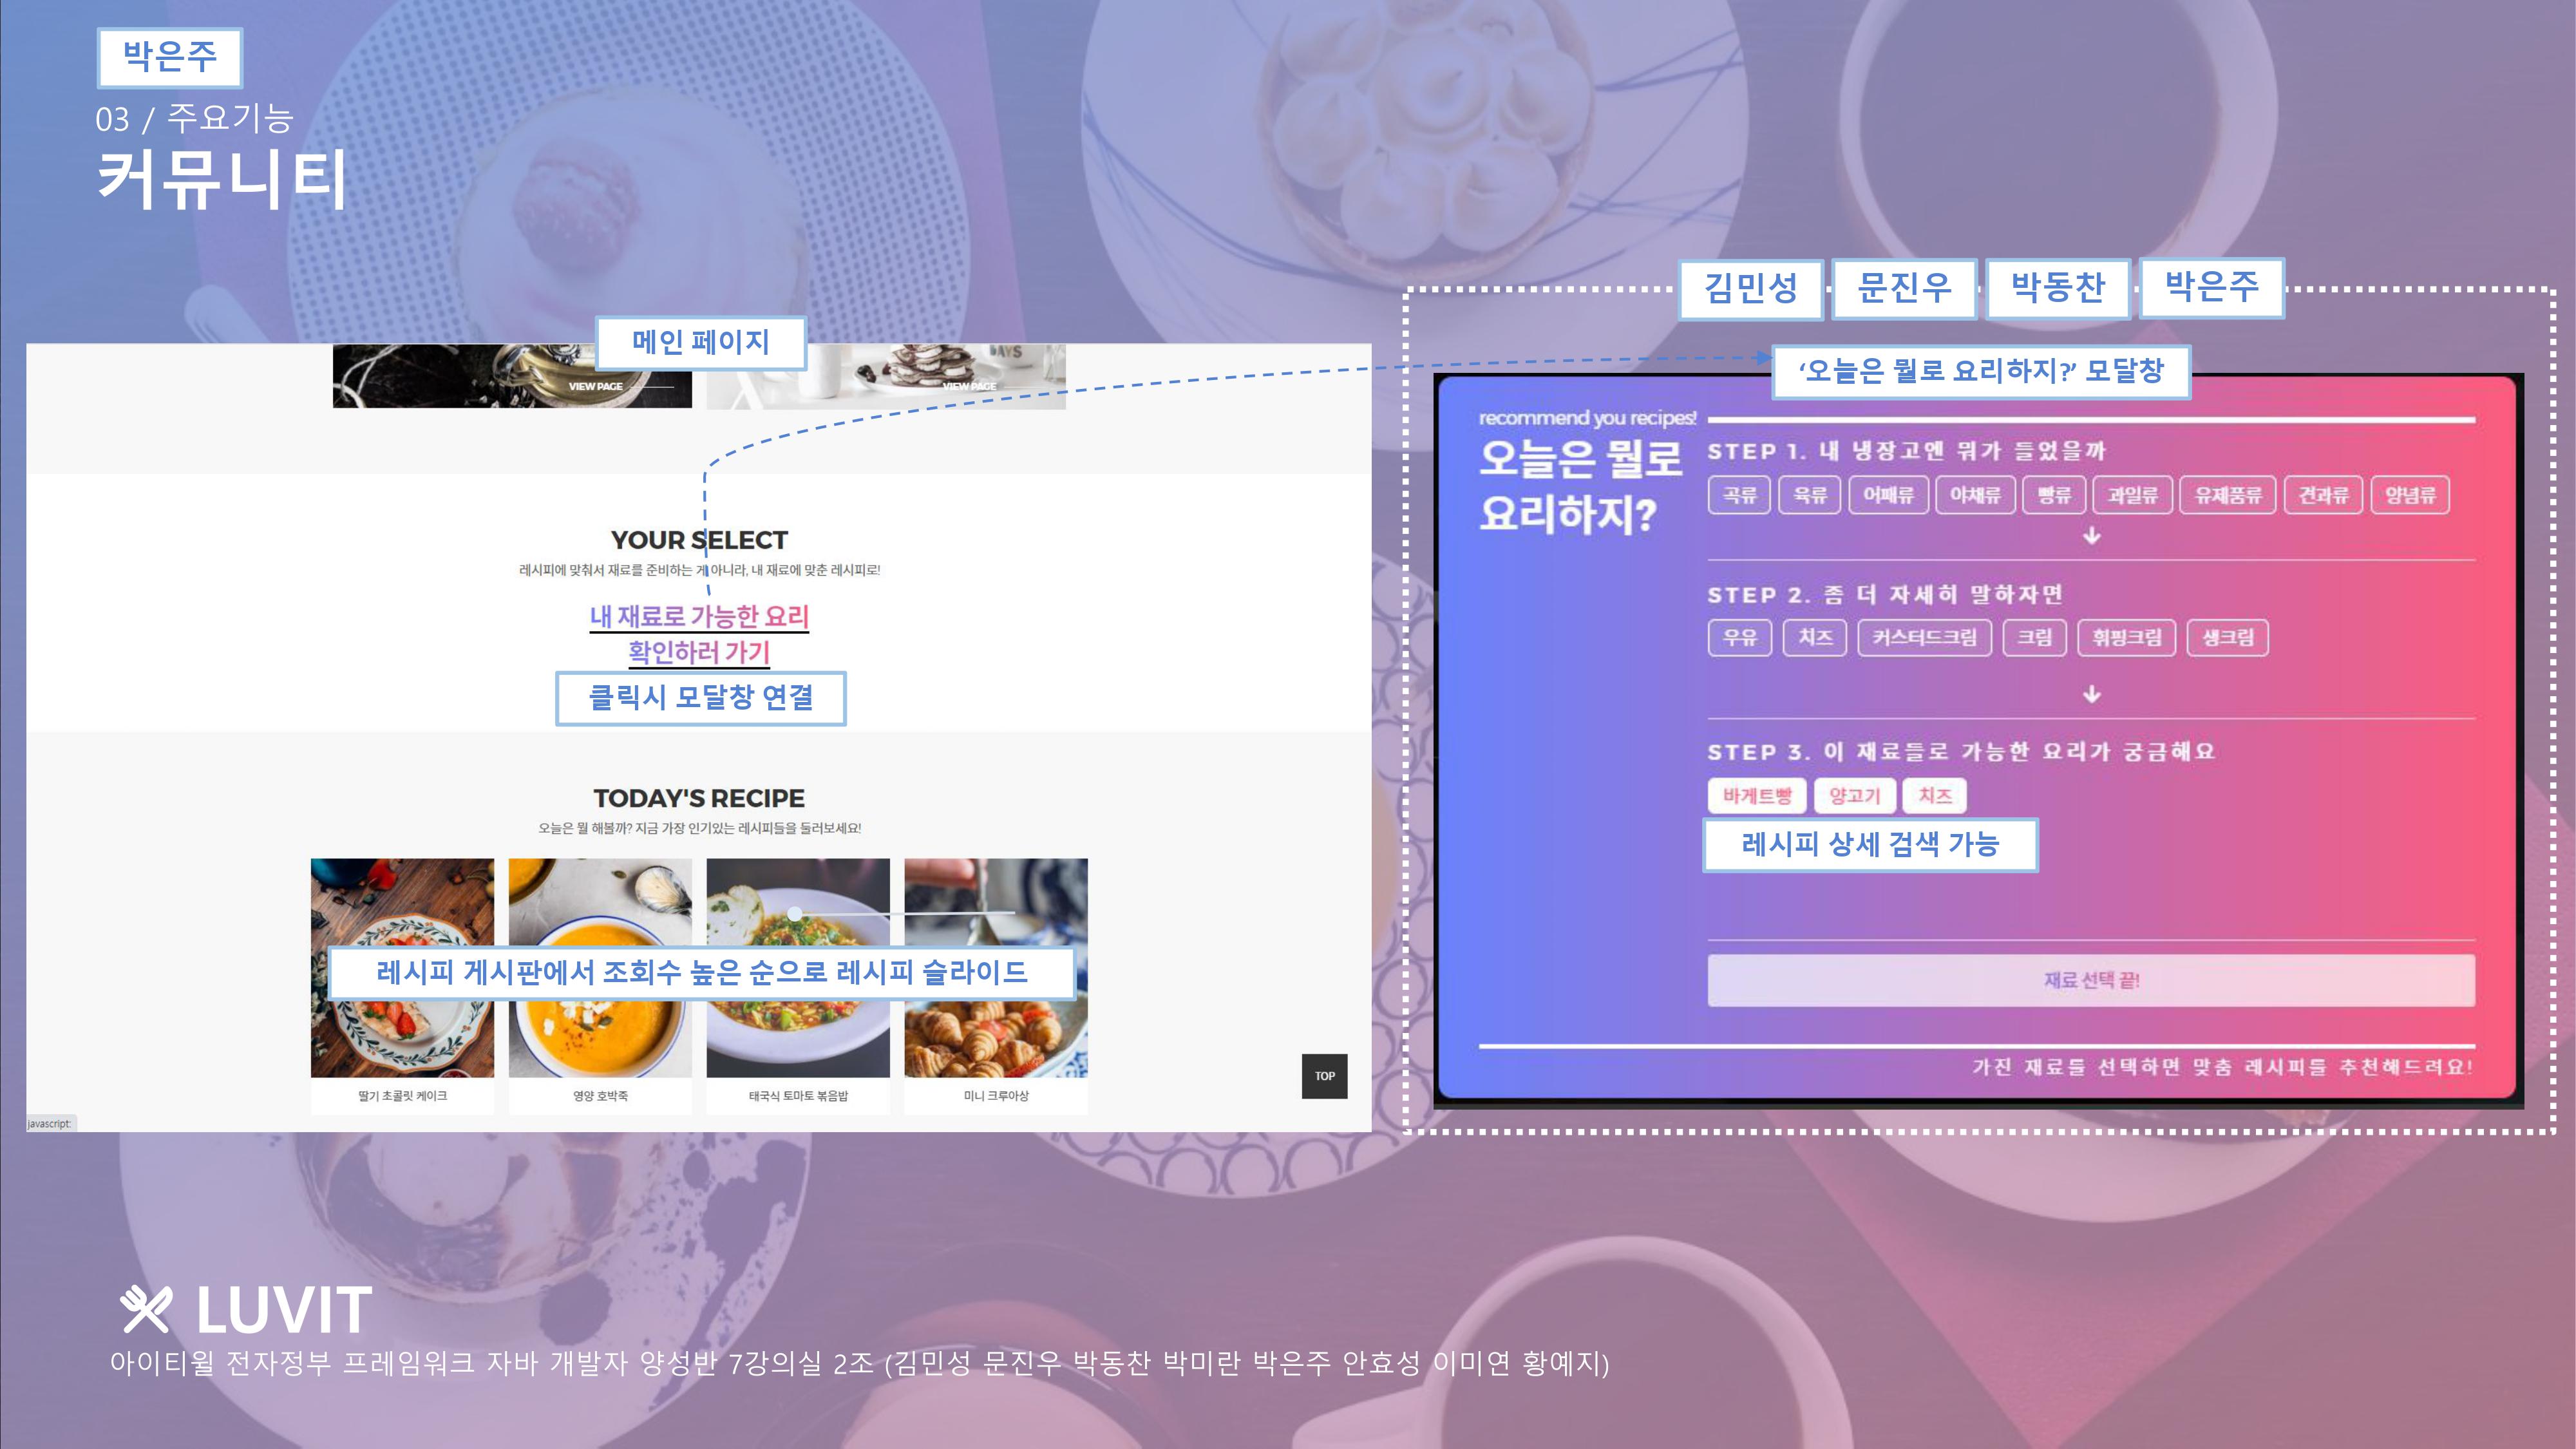 박은주
03 / 주요기능
커뮤니티
메인 페이지
VIEW PAGE
DAYS
VIEW PAGE
YOUR SELECT
레시피에 맞춰서 재료를 준비하는 게 아니라, 내 재료에 맞춘 레시피로!
내 재료로 가능한 요리
확인하러 가기
클릭시 모달창 연결
TODAY'S RECIPE
오늘은 뭘 해볼까? 지금 가장 인기있는 레시피들을 둘러보세요!
레시피 게시판에서 조회수 높은 순으로 레시피 슬라이드
딸기 초콜릿 케이크
영양 호박죽
태국식 토마토 볶음밥
미니 크루아상
TOP
javascript:
김민성 문진우 박동찬 박은주
‘오늘은 뭘로 요리하지?’ 모달창
recommend you recipes!
오늘은 뭘로
요리하지?
STEP 1. 내 냉장고엔 뭐가 들었을까
곡류 육류 어패류 야채류 빵류 과일류 유제품류 견과류 양념류
STEP 2. 좀 더 자세히 말하자면
우유 치즈 커스터드크림 크림 휘핑크림 생크림
STEP 3. 이 재료들로 가능한 요리가 궁금해요
바게트빵 양고기 치즈
레시피 상세 검색 가능
재료 선택 끝!
가진 재료들 선택하면 맞춤 레시피를 추천해드려요!
LUVIT
아이티윌 전자정부 프레임워크 자바 개발자 양성반 7강의실 2조 (김민성 문진우 박동찬 박미란 박은주 안효성 이미연 황예지)